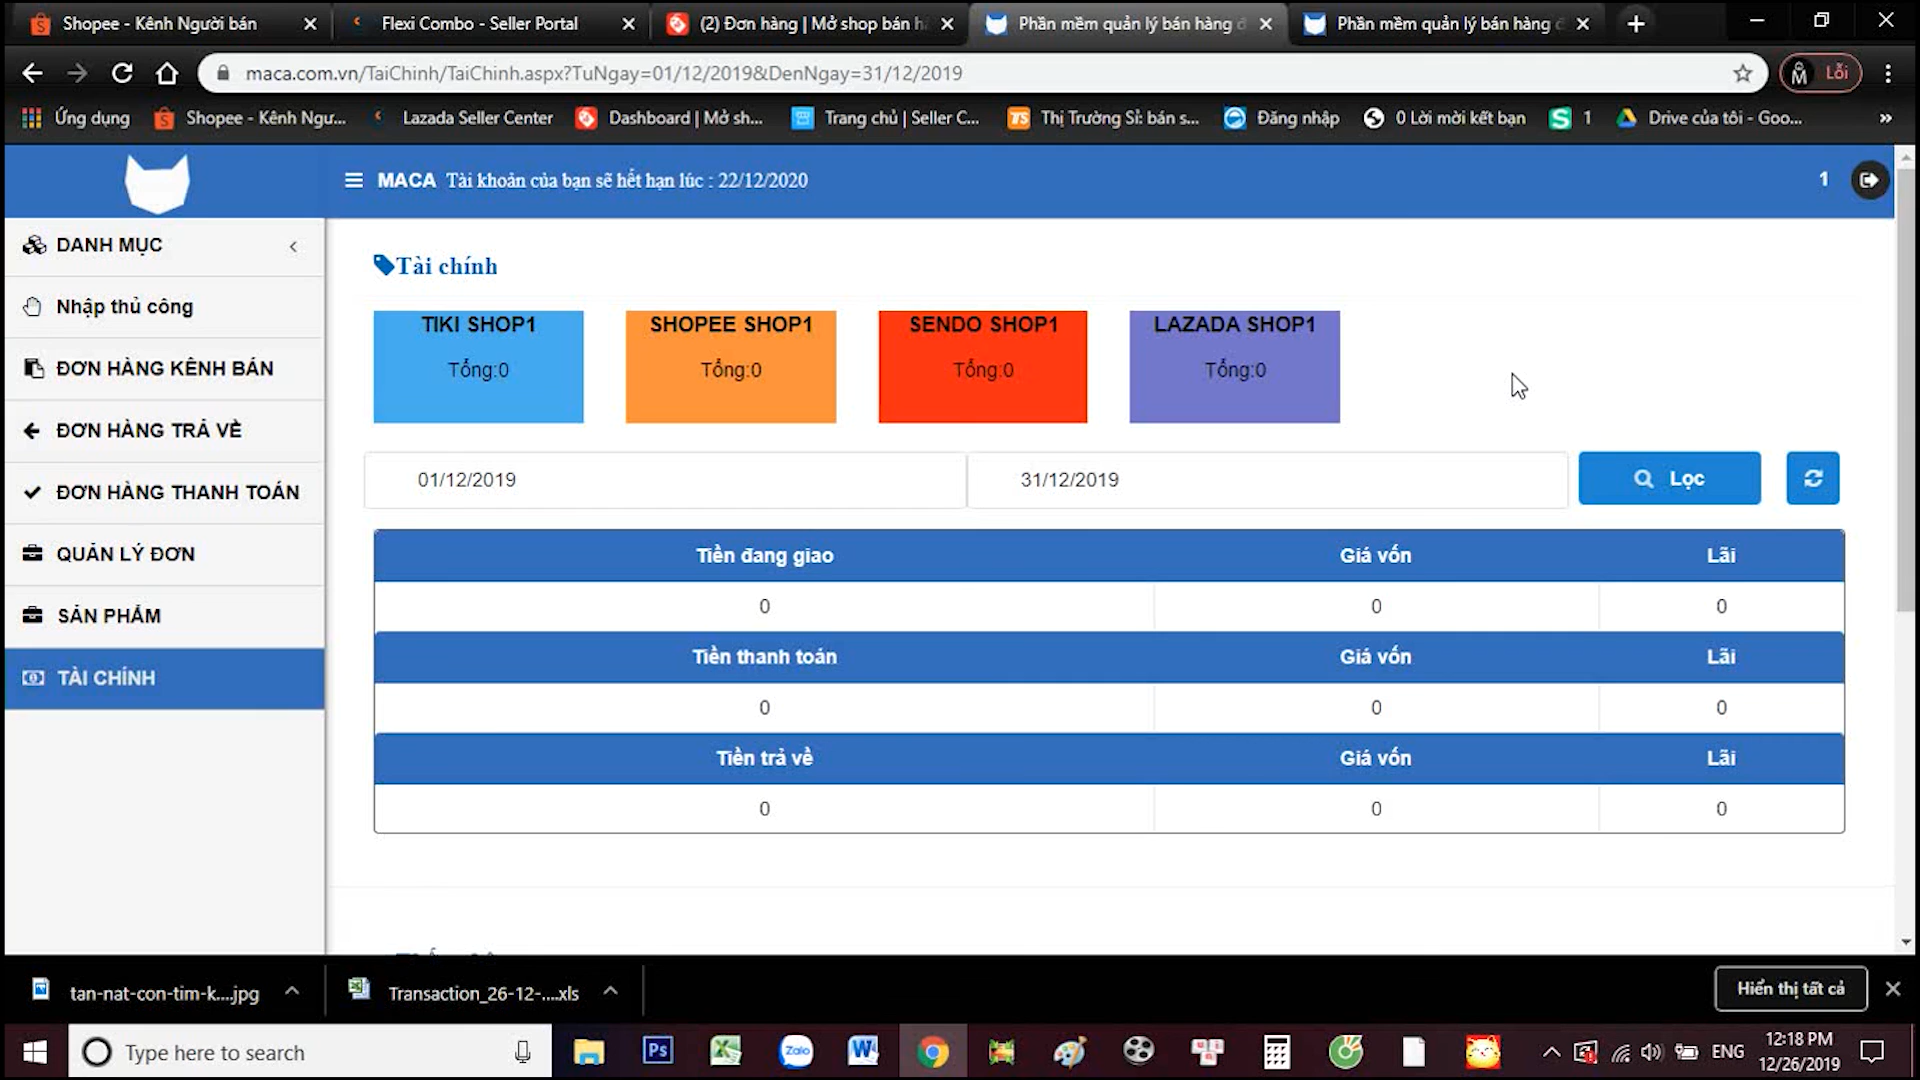 Shopee - Kênh Người bán
Flexi Combo - Seller Portal
(2) Đơn hàng | Mở shop bán h
Phần mềm quản lý bán hàng đ
Phần mềm quản lý bán hàng đ
maca.com.vn/TaiChinh/TaiChinh.aspx?TuNgay=01/12/2019&DenNgay=31/12/2019
Lỗi
Ứng dụng
Shopee - Kênh Ngư...
Lazada Seller Center
Dashboard | Mở sh...
Trang chủ | Seller C...
Thị Trường Sỉ: bán s...
Đăng nhập
0 Lời mời kết bạn
1
Drive của tôi - Goo...
»
MACA Tài khoản của bạn sẽ hết hạn lúc : 22/12/2020
1
DANH MỤC
Nhập thủ công
ĐƠN HÀNG KÊNH BÁN
ĐƠN HÀNG TRẢ VỀ
ĐƠN HÀNG THANH TOÁN
QUẢN LÝ ĐƠN
SẢN PHẨM
TÀI CHÍNH
Tài chính
TIKI SHOP1
Tổng:0
SHOPEE SHOP1
Tổng:0
SENDO SHOP1
Tổng:0
LAZADA SHOP1
Tổng:0
01/12/2019
31/12/2019
Lọc
Tiền đang giao Giá vốn Lãi
0 0 0
Tiền thanh toán Giá vốn Lãi
0 0 0
Tiền trả về Giá vốn Lãi
0 0 0
tan-nat-con-tim-k....jpg
Transaction_26-12-....xls
Hiển thị tất cả
Type here to search
Ps
Zalo
ENG
12:18 PM
12/26/2019